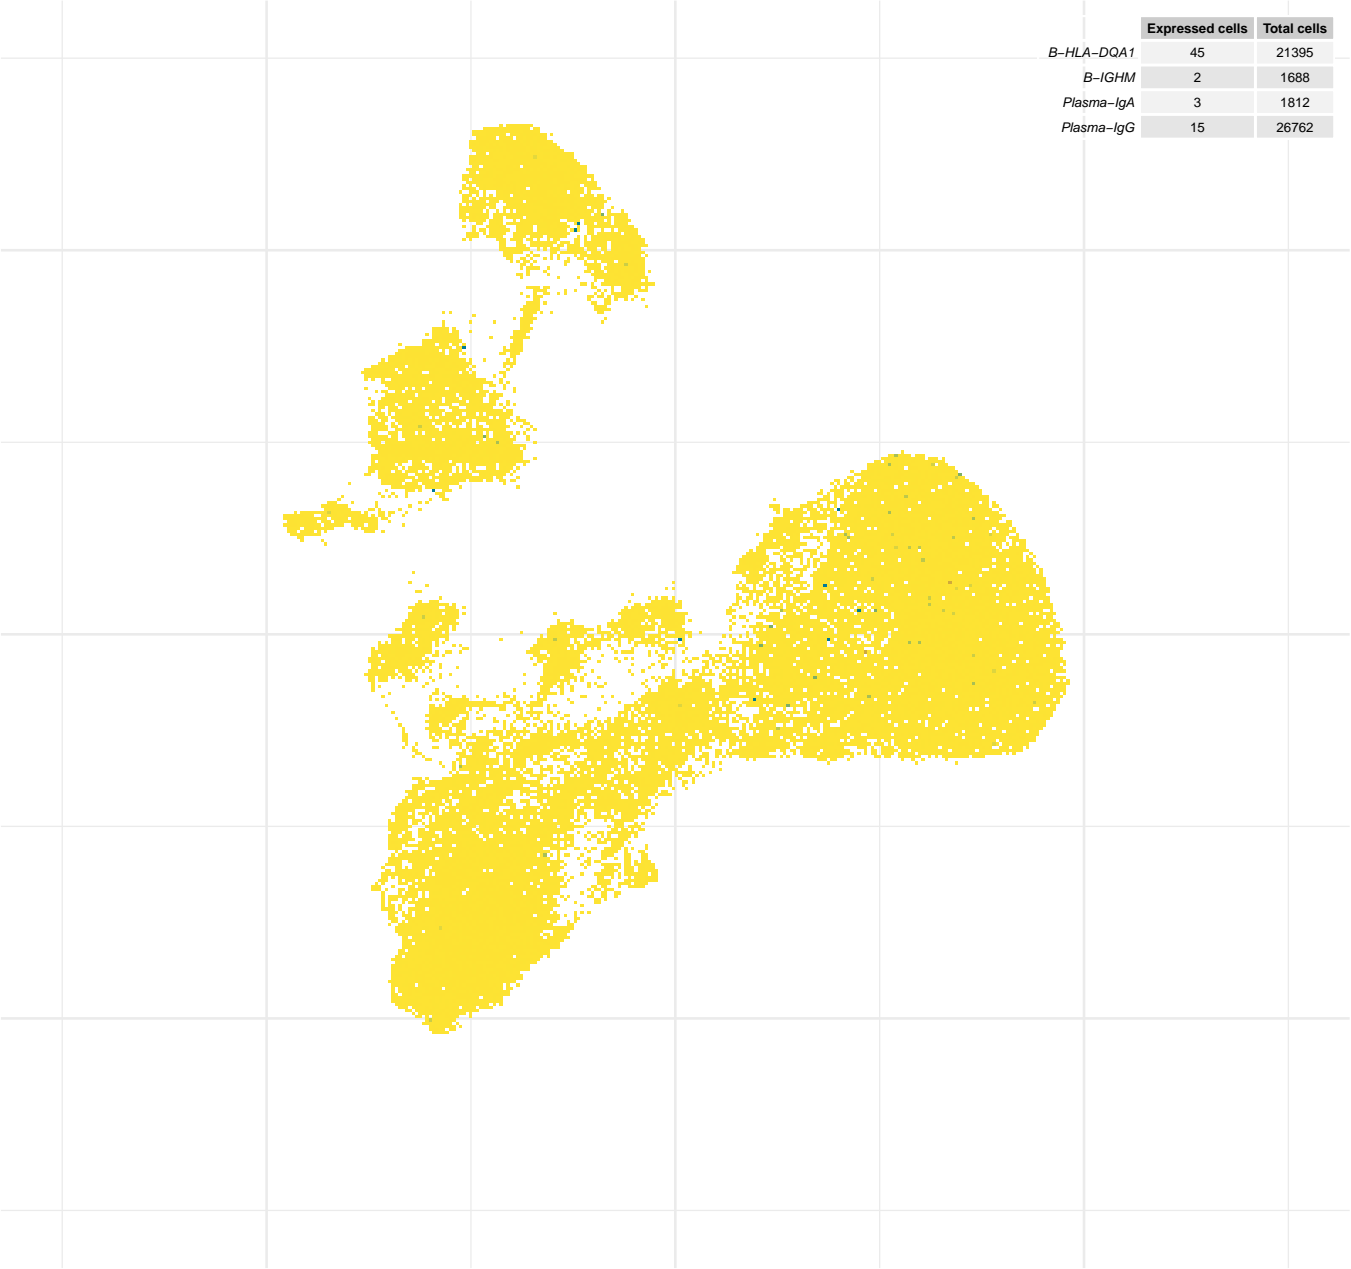 Expressed cells Total cells
B−HLA−DQA1 45 21395
B−IGHM 2 1688
Plasma−IgA 3 1812
Plasma−IgG 15 26762